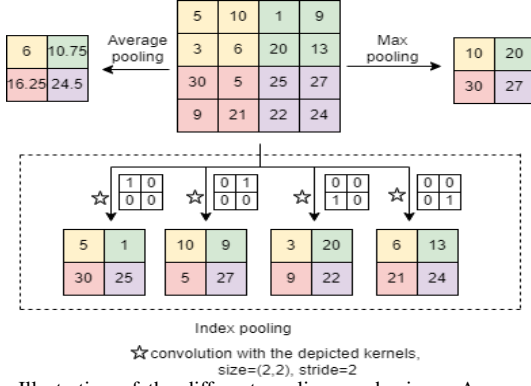 5 10 1 9
3 6 20 13
30 5 25 27
9 21 22 24
Average pooling
6 10.75
16.25 24.5
Max pooling
10 20
30 27
1 0
0 0
0 1
0 0
0 0
1 0
0 0
0 1
5 1
30 25
10 9
5 27
3 20
9 22
6 13
21 24
Index pooling
☆convolution with the depicted kernels,
size=(2,2), stride=2